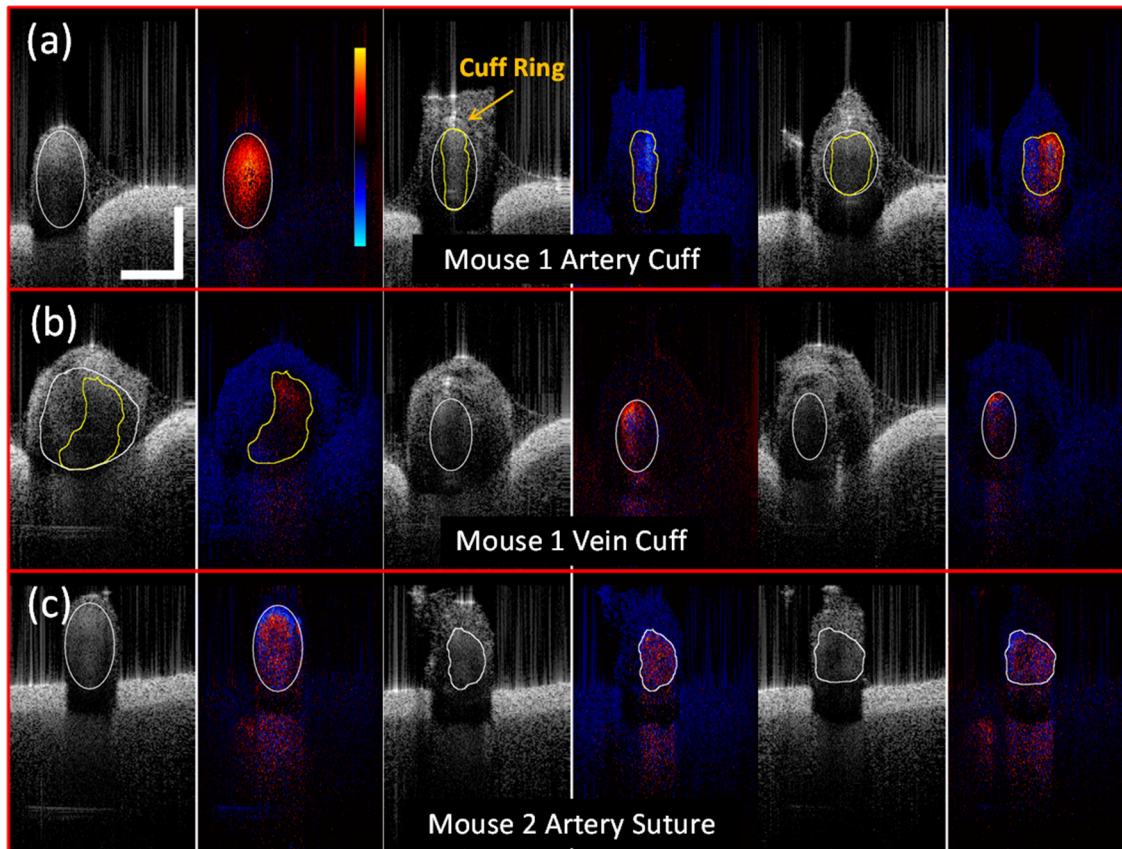 (a)
Cuff Ring
Mouse 1 Artery Cuff
(b)
Mouse 1 Vein Cuff
(c)
Mouse 2 Artery Suture